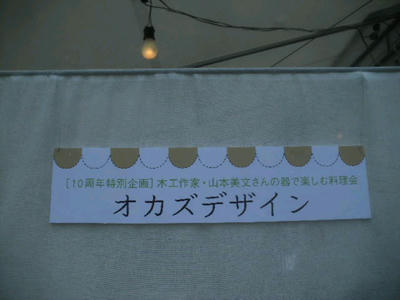 [10周年特別企画] 木工作家・山本美文さんの器で楽しむ料理会
オカズデザイン